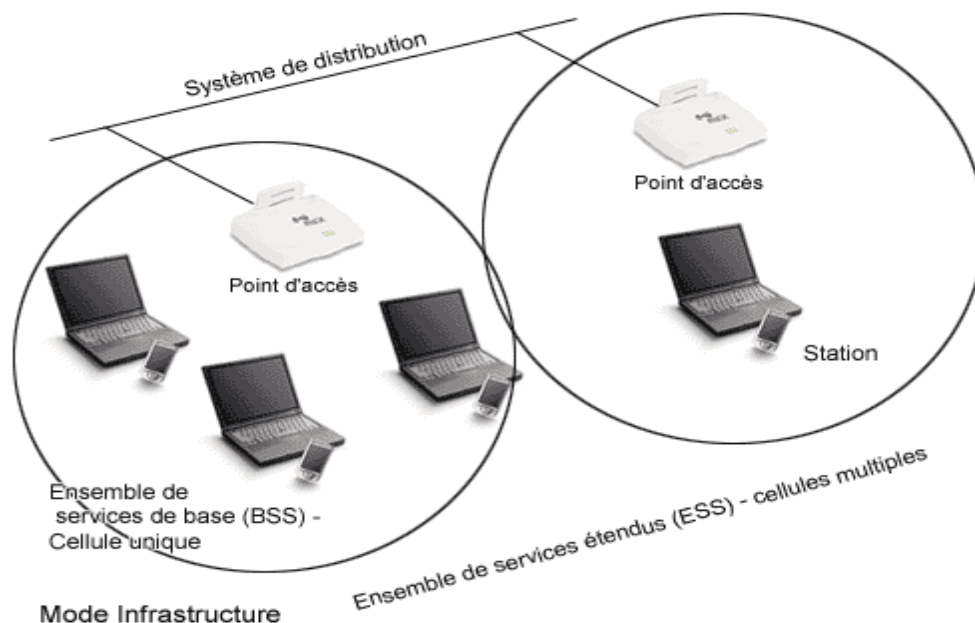 Système de distribution
Point d'accès
Point d'accès
Station
Ensemble de
services de base (BSS) -
Cellule unique
Ensemble de services étendus (ESS) - cellules multiples
Mode Infrastructure